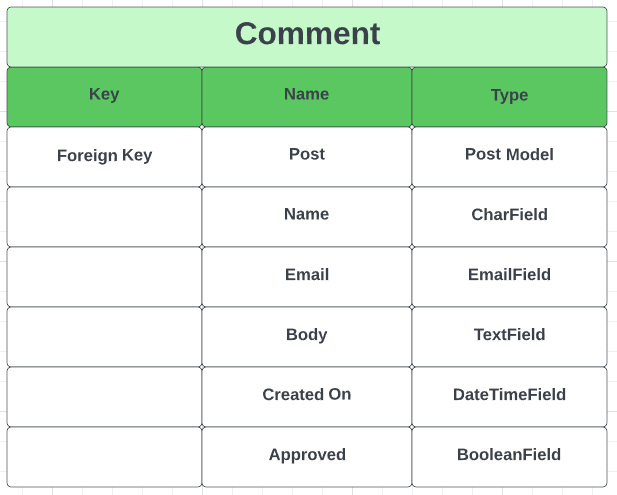 Comment
Key Name Type
Foreign Key Post Post Model
Name CharField
Email EmailField
Body TextField
Created On DateTimeField
Approved BooleanField